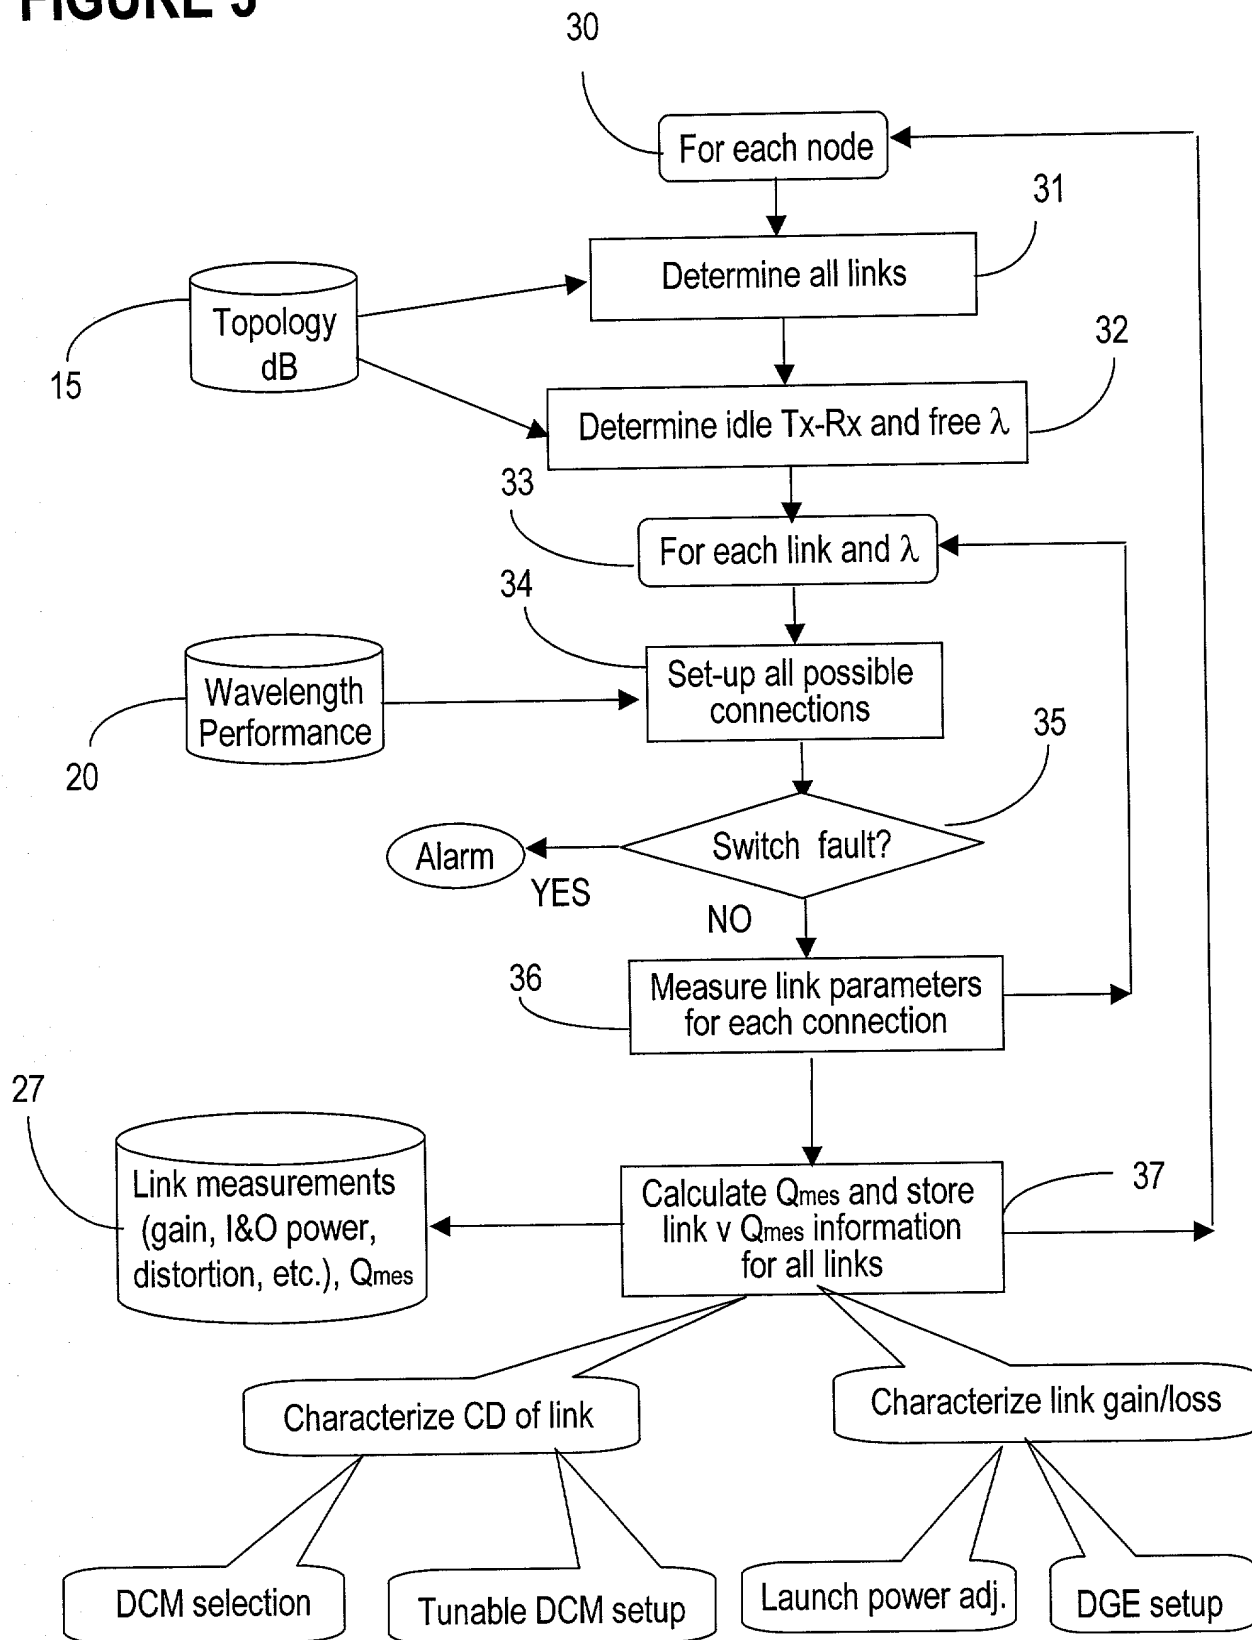 FIGURE 5
30
For each node
31
Determine all links
Topology
dB
15
32
Determine idle Tx-Rx and free λ
33
For each link and λ
34
Set-up all possible
connections
Wavelength
Performance
20
35
Switch fault?
Alarm
YES
NO
36
Measure link parameters
for each connection
27
Link measurements
(gain, I&O power,
distortion, etc.), Qmes
Calculate Qmes and store
link v Qmes information
for all links
37
Characterize CD of link
Characterize link gain/loss
DCM selection
Tunable DCM setup
Launch power adj.
DGE setup